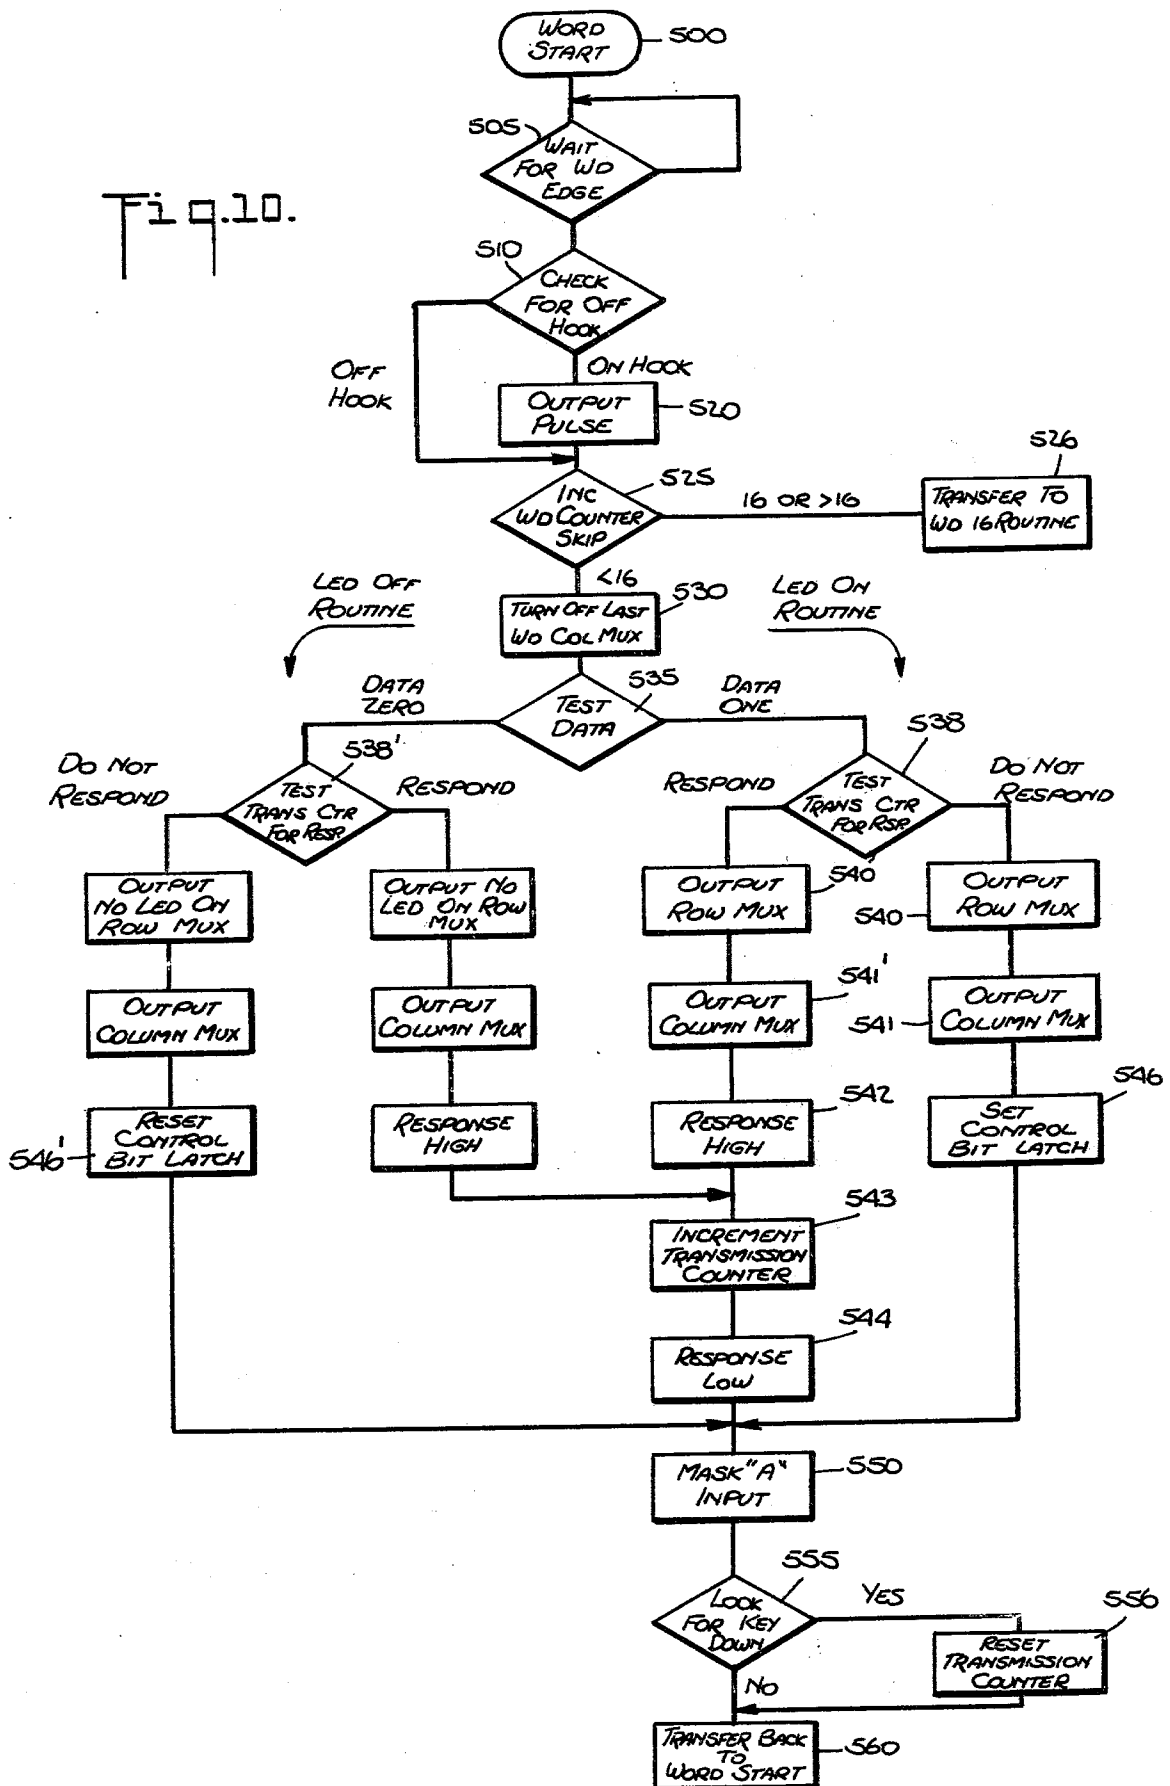 WORD
START
500
505
WAIT
FOR WD
EDGE
Fig.10.
510
CHECK
FOR OFF
HOOK
OFF
HOOK
ON HOOK
OUTPUT
PULSE
520
525
INC
WD COUNTER
SKIP
16 OR >16
526
TRANSFER TO
WD 16 ROUTINE
<16
LED OFF
ROUTINE
TURN OFF LAST
WD COL MUX
530
LED ON
ROUTINE
DATA
ZERO
TEST
DATA
535
DATA
ONE
DO NOT
RESPOND
538'
TEST
TRANS CTR
FOR RESP.
RESPOND
RESPOND
538
TEST
TRANS CTR
FOR RSP.
DO NOT
RESPOND
OUTPUT
NO LED ON
ROW MUX
OUTPUT NO
LED ON ROW
MUX
OUTPUT
ROW MUX
540'
540
OUTPUT
ROW MUX
OUTPUT
COLUMN MUX
OUTPUT
COLUMN MUX
OUTPUT
COLUMN MUX
541'
541
OUTPUT
COLUMN MUX
546'
RESET
CONTROL
BIT LATCH
RESPONSE
HIGH
RESPONSE
HIGH
542
SET
CONTROL
BIT LATCH
546
INCREMENT
TRANSMISSION
COUNTER
543
RESPONSE
LOW
544
MASK "A"
INPUT
550
LOOK
FOR KEY
DOWN
555
YES
RESET
TRANSMISSION
COUNTER
556
NO
TRANSFER BACK
TO
WORD START
560